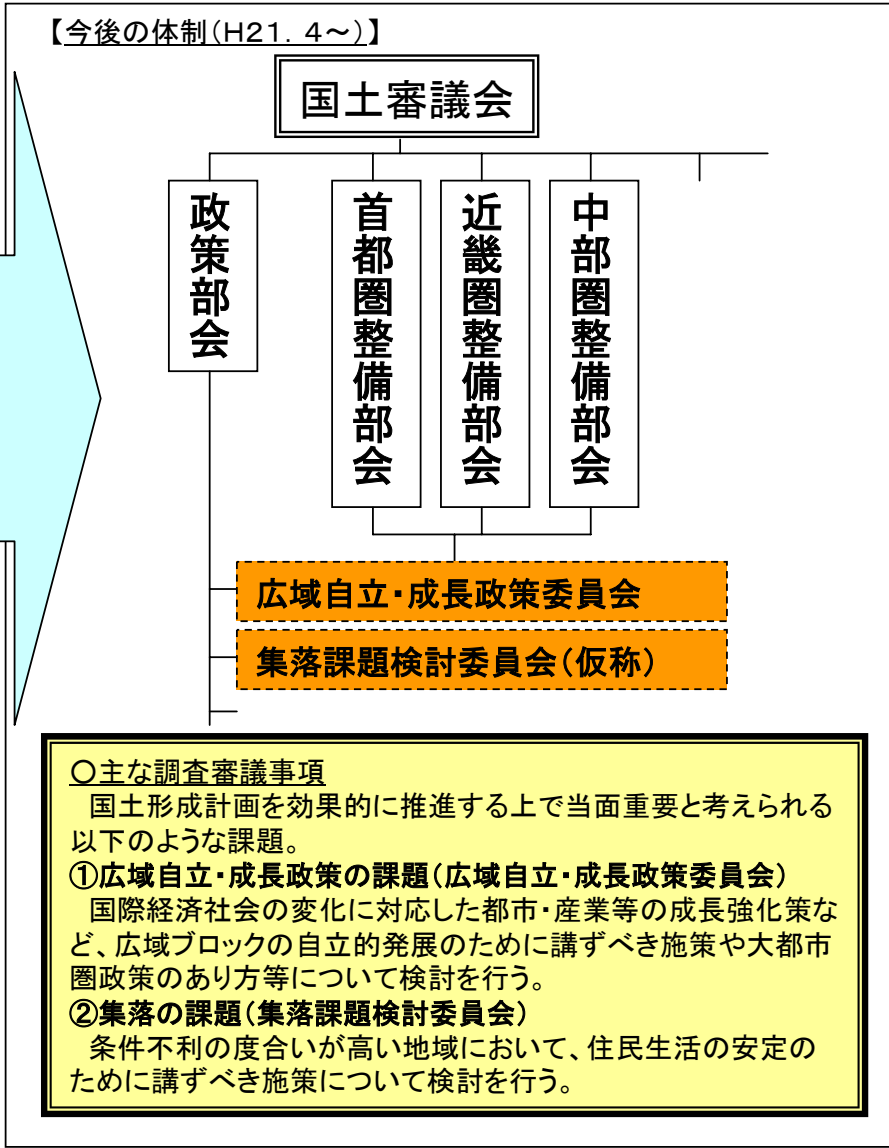 【今後の体制（H21．4～）】
国土審議会
政策部会
首都圏整備部会
近畿圏整備部会
中部圏整備部会
広域自立・成長政策委員会
集落課題検討委員会（仮称）
○主な調査審議事項
国土形成計画を効果的に推進する上で当面重要と考えられる
以下のような課題。
①広域自立・成長政策の課題（広域自立・成長政策委員会）
国際経済社会の変化に対応した都市・産業等の成長強化策な
ど、広域ブロックの自立的発展のために講ずべき施策や大都市
圏政策のあり方等について検討を行う。
②集落の課題（集落課題検討委員会）
条件不利の度合いが高い地域において、住民生活の安定の
ために講ずべき施策について検討を行う。